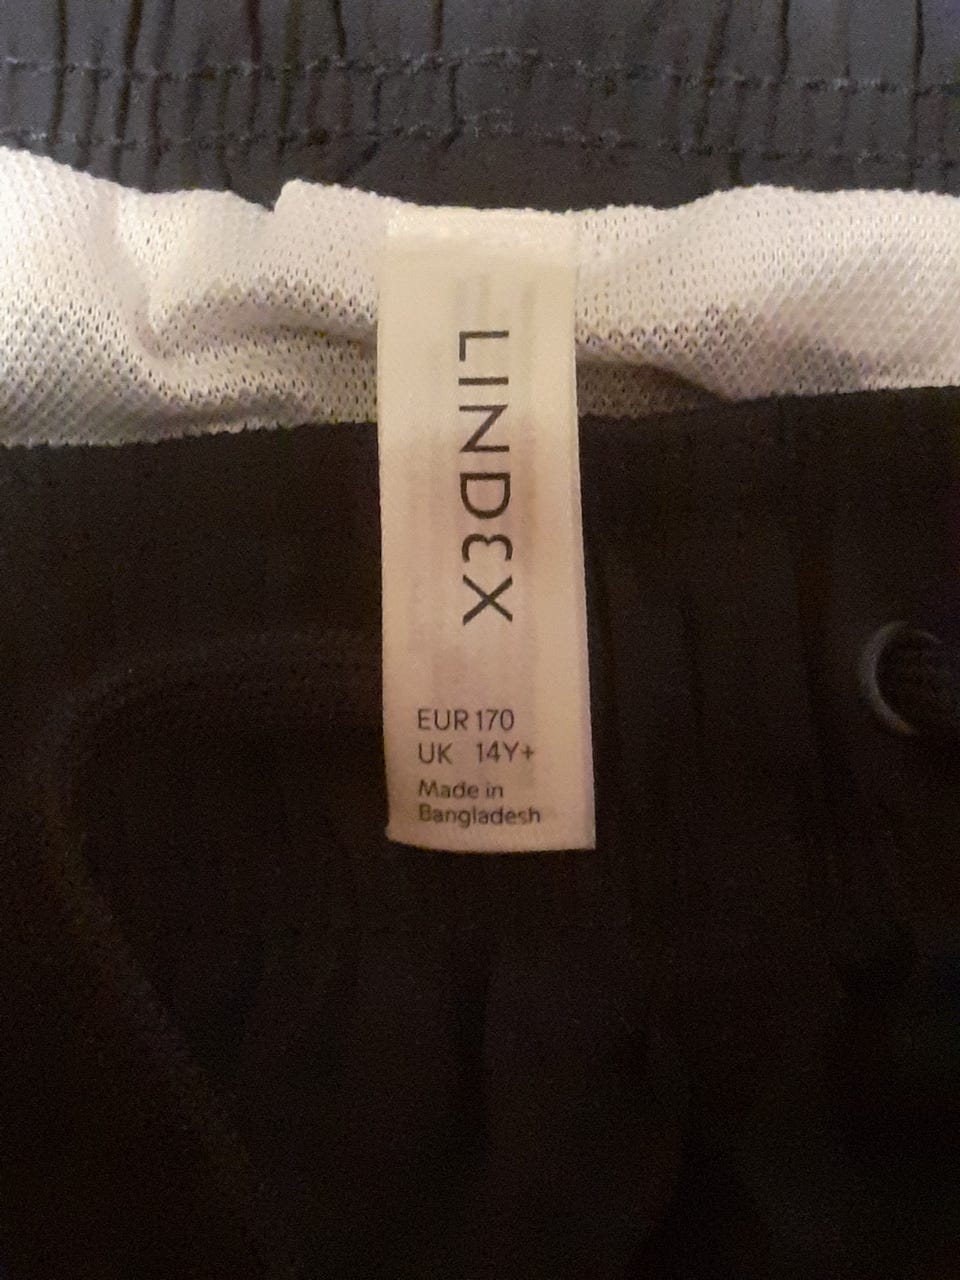 LINDEX
EUR 170
UK 14Y+
Made in
Bangladesh